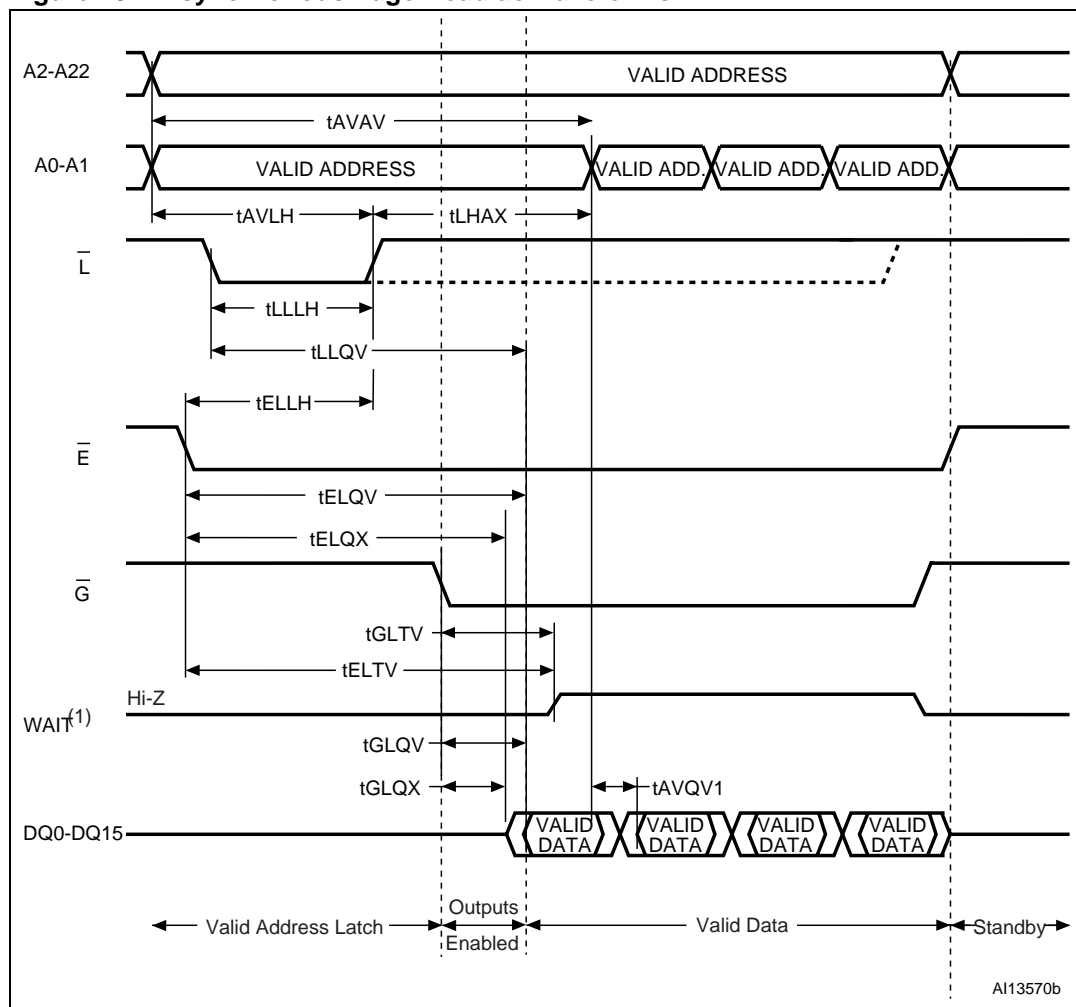 A2-A22
VALID ADDRESS
tAVAV
A0-A1
VALID ADDRESS
VALID ADD.
VALID ADD.
VALID ADD.
tAVLH
tLHAX
L
tLLLH
tLLQV
tELLH
E
tELQV
tELQX
G
tGLTV
tELTV
Hi-Z
WAIT(1)
tGLQV
tGLQX
tAVQV1
DQ0-DQ15
VALID
DATA
VALID
DATA
VALID
DATA
VALID
DATA
Valid Address Latch
Outputs
Enabled
Valid Data
Standby
AI13570b